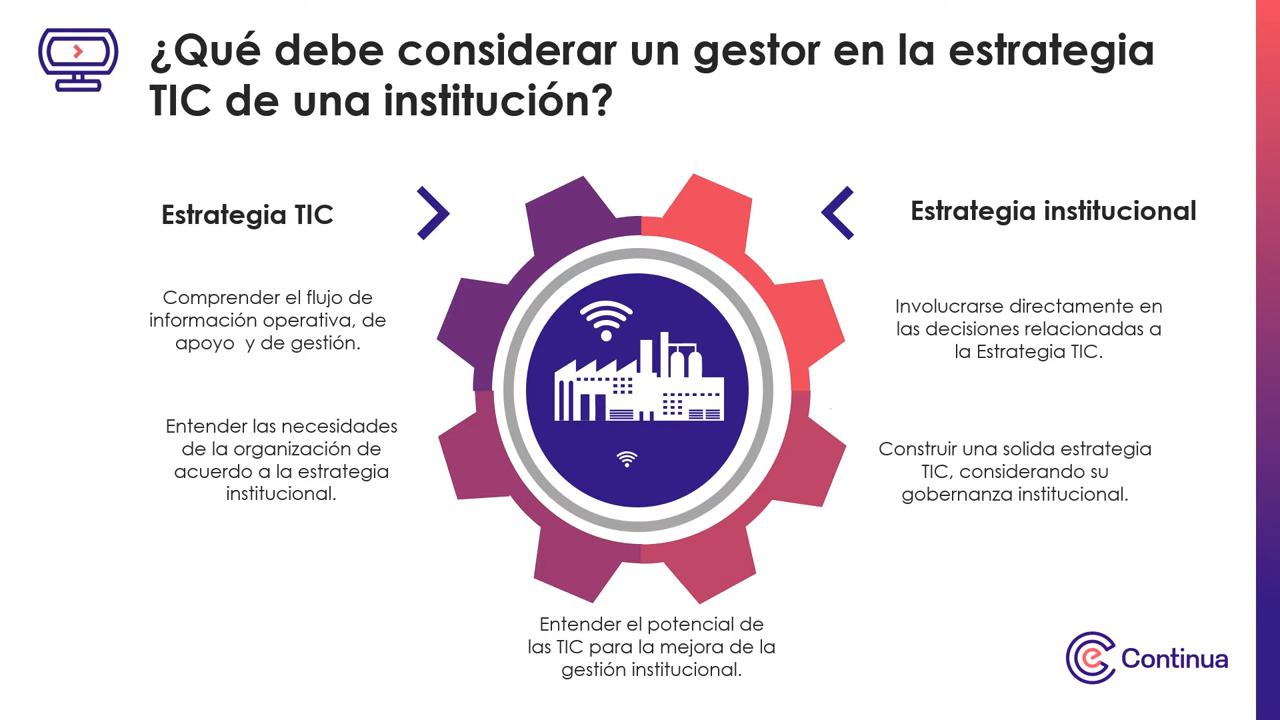 ¿Qué debe considerar un gestor en la estrategia
TIC de una institución?
Estrategia TIC
Comprender el flujo de
información operativa, de
apoyo  y de gestión.
Entender las necesidades
de la organización de
acuerdo a la estrategia
institucional.
Estrategia institucional
Involucrarse directamente en
las decisiones relacionadas a
la Estrategia TIC.
Construir una solida estrategia
TIC, considerando su
gobernanza institucional.
Entender el potencial de
las TIC para la mejora de la
gestión institucional.
Continua